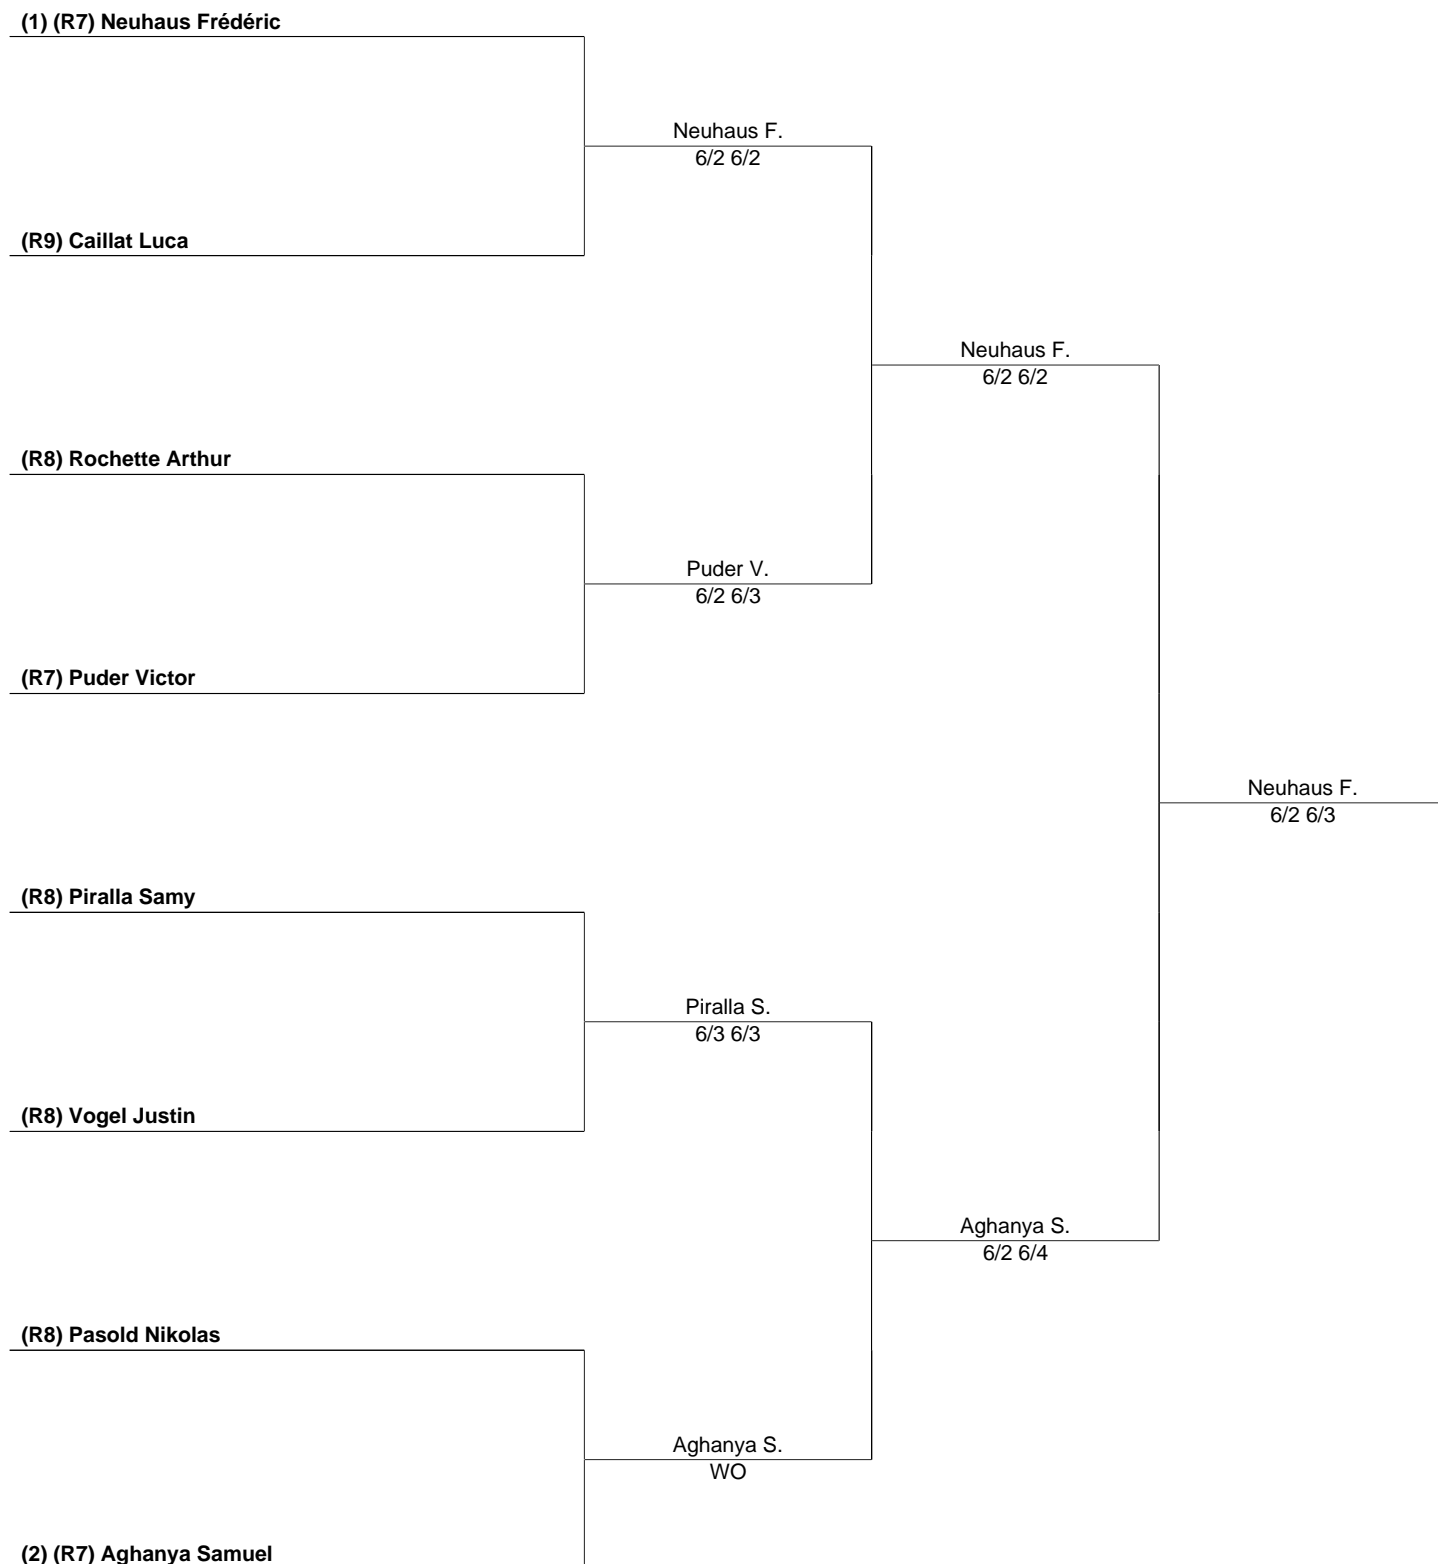 (1) (R7) Neuhaus Frédéric
Neuhaus F.
6/2 6/2
(R9) Caillat Luca
Neuhaus F.
6/2 6/2
(R8) Rochette Arthur
Puder V.
6/2 6/3
(R7) Puder Victor
Neuhaus F.
6/2 6/3
(R8) Piralla Samy
Piralla S.
6/3 6/3
(R8) Vogel Justin
Aghanya S.
6/2 6/4
(R8) Pasold Nikolas
Aghanya S.
WO
(2) (R7) Aghanya Samuel